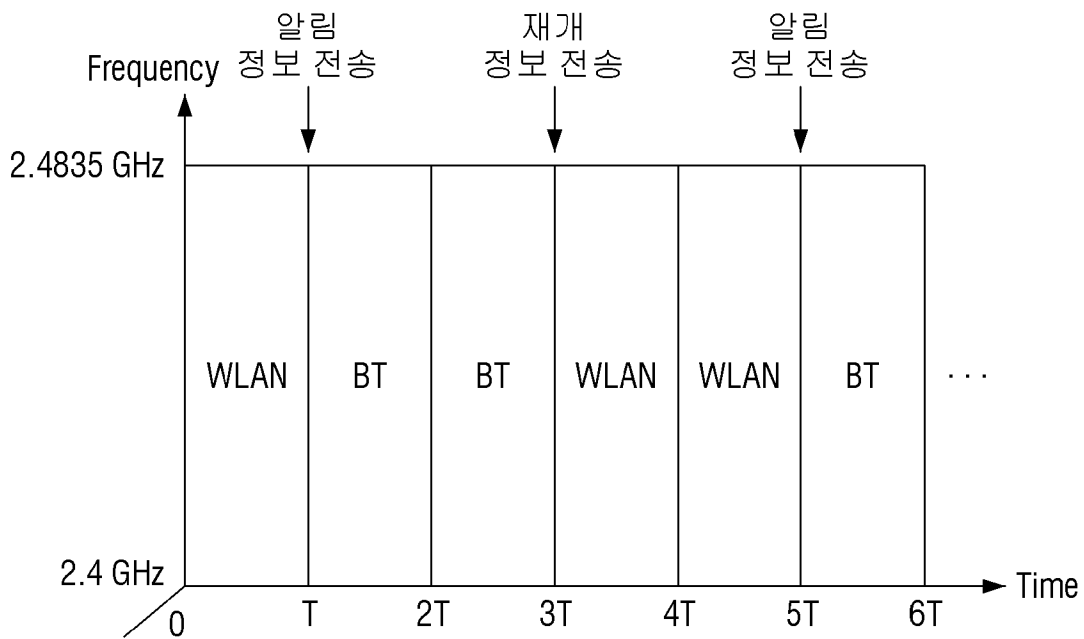 알림 재개 알림
Frequency 정보 전송 정보 전송 정보 전송
2.4835 GHz
WLAN BT BT WLAN WLAN BT ···
2.4 GHz
0 T 2T 3T 4T 5T 6T Time